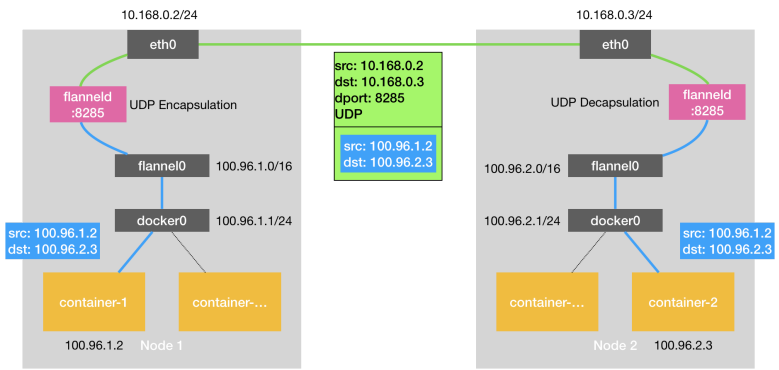 10.168.0.2/24
10.168.0.3/24
eth0
eth0
src: 10.168.0.2
dst: 10.168.0.3
dport: 8285
UDP
src: 100.96.1.2
dst: 100.96.2.3
flanneld
:8285
UDP Encapsulation
UDP Decapsulation
flanneld
:8285
flannel0
100.96.1.0/16
100.96.2.0/16
flannel0
docker0
100.96.1.1/24
100.96.2.1/24
docker0
src: 100.96.1.2
dst: 100.96.2.3
src: 100.96.1.2
dst: 100.96.2.3
container-1
container-...
container-...
container-2
100.96.1.2
Node 1
Node 2
100.96.2.3